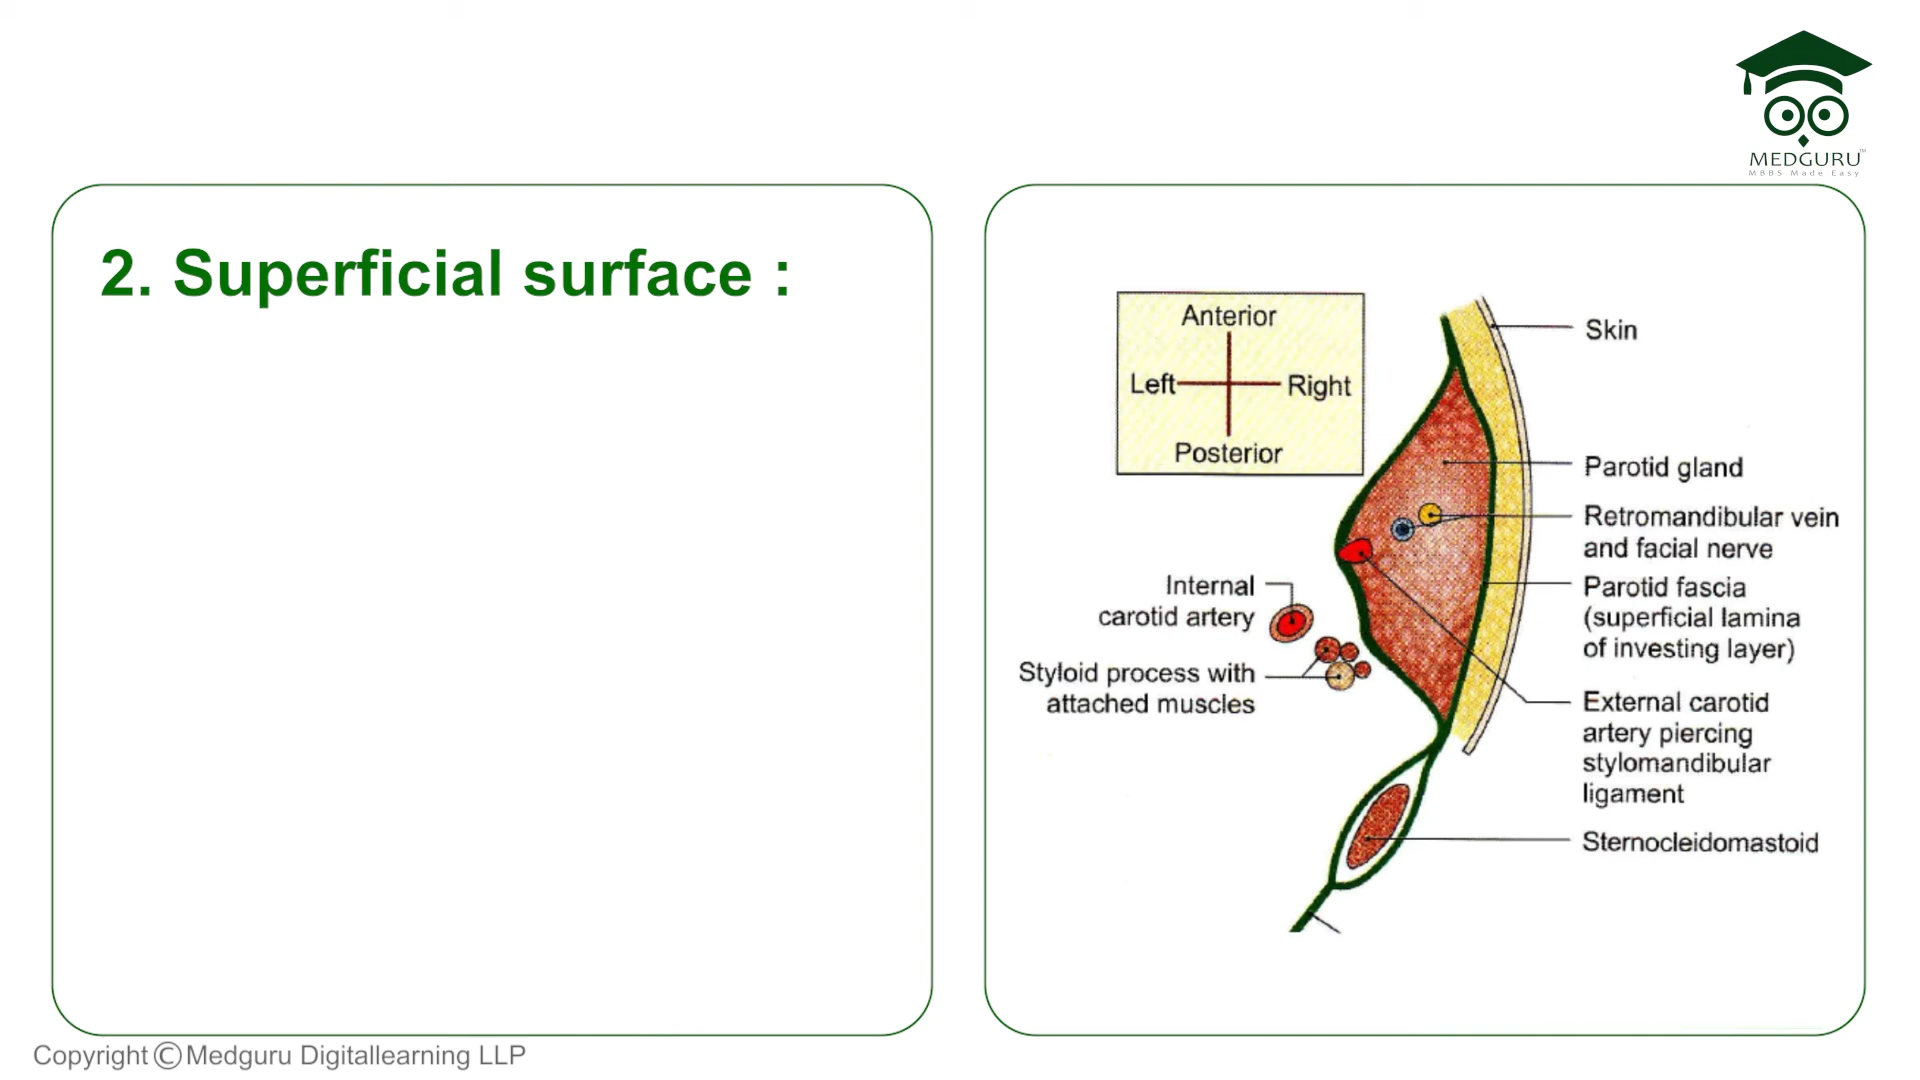 MEDGURU™
MBBS Made Easy
2. Superficial surface :
Anterior
Left
Right
Posterior
Skin
Parotid gland
Retromandibular vein
and facial nerve
Parotid fascia
(superficial lamina
of investing layer)
External carotid
artery piercing
stylomandibular
ligament
Sternocleidomastoid
Internal
carotid artery
Styloid process with
attached muscles
Copyright © Medguru Digitallearning LLP